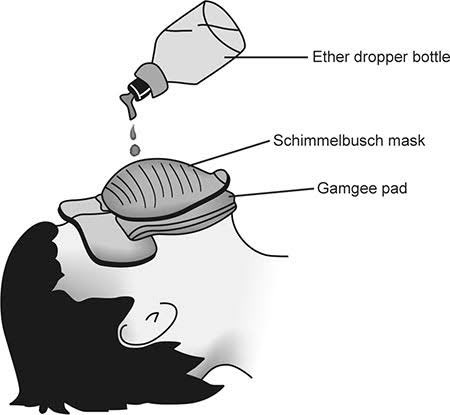 Ether dropper bottle
Schimmelbusch mask
Gamgee pad